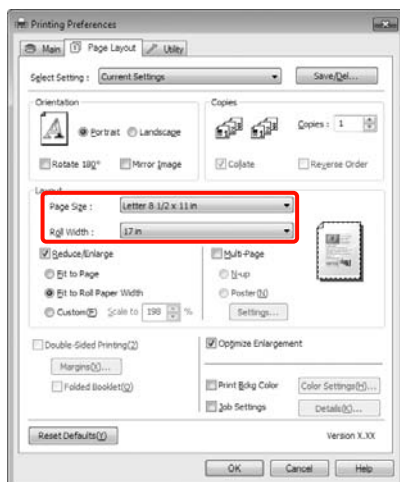 Printing Preferences
Main Page Layout Utility
Select Setting : Current Settings Save/Del...
Orientation Copies
A Portrait Landscape Copies : 1
Rotate 180° Mirror Image Collate Reverse Order
Layout
Page Size : Letter 8 1/2 x 11 in
Roll Width : 17 in
Reduce/Enlarge Multi-Page
Fit to Page N-up
Fit to Roll Paper Width Poster(N)
Custom(F) Scale to 198 % Settings...
Double-Sided Printing(2) Optimize Enlargement
Margins(X)...
Folded Booklet(Q) Print Bckg Color Color Settings(H)...
Job Settings Details(K)...
Reset Defaults(Y) Version X.XX
OK Cancel Help